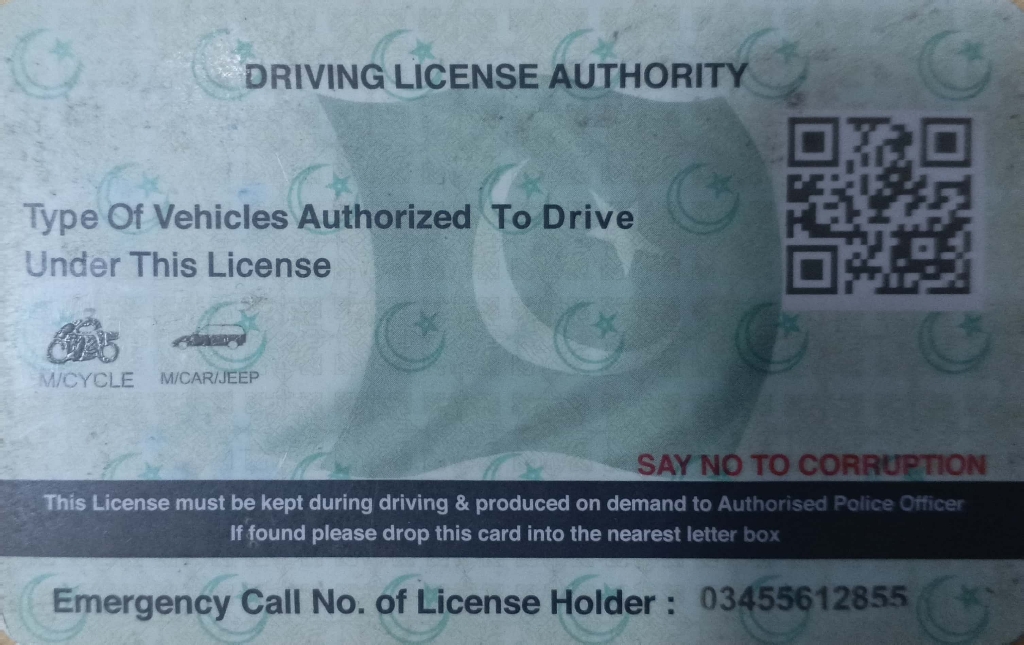 DRIVING LICENSE AUTHORITY
Type Of Vehicles Authorized To Drive
Under This License
M/CYCLE M/CAR/JEEP
SAY NO TO CORRUPTION
This License must be kept during driving & produced on demand to Authorised Police Officer
If found please drop this card into the nearest letter box
Emergency Call No. of License Holder : 03455612855